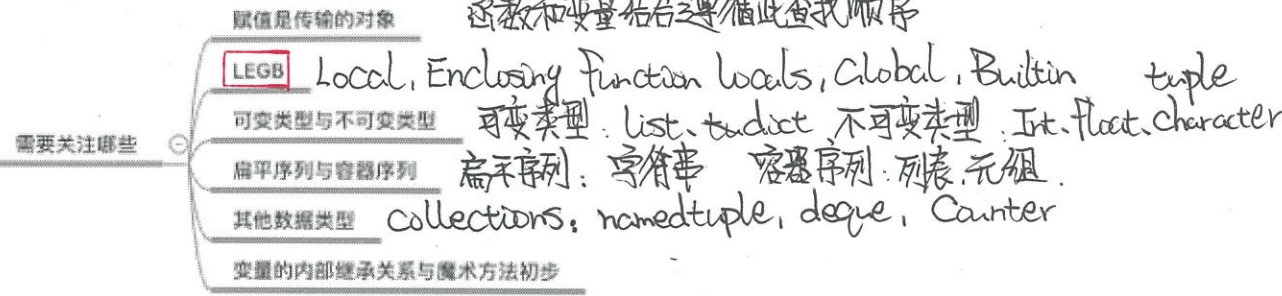 赋值是传输的对象 函数和变量结合之遵循此查找顺序
LEGB Local, Enclosing function locals, Global, Builtin tuple
可变类型与不可变类型 可变类型: list、dict 不可变类型: Int、float、character
需要关注哪些
扁平序列与容器序列 扁平序列: 字符串 容器序列: 列表、元组.
其他数据类型 collections: namedtuple, deque, Counter
变量的内部继承关系与魔术方法初步